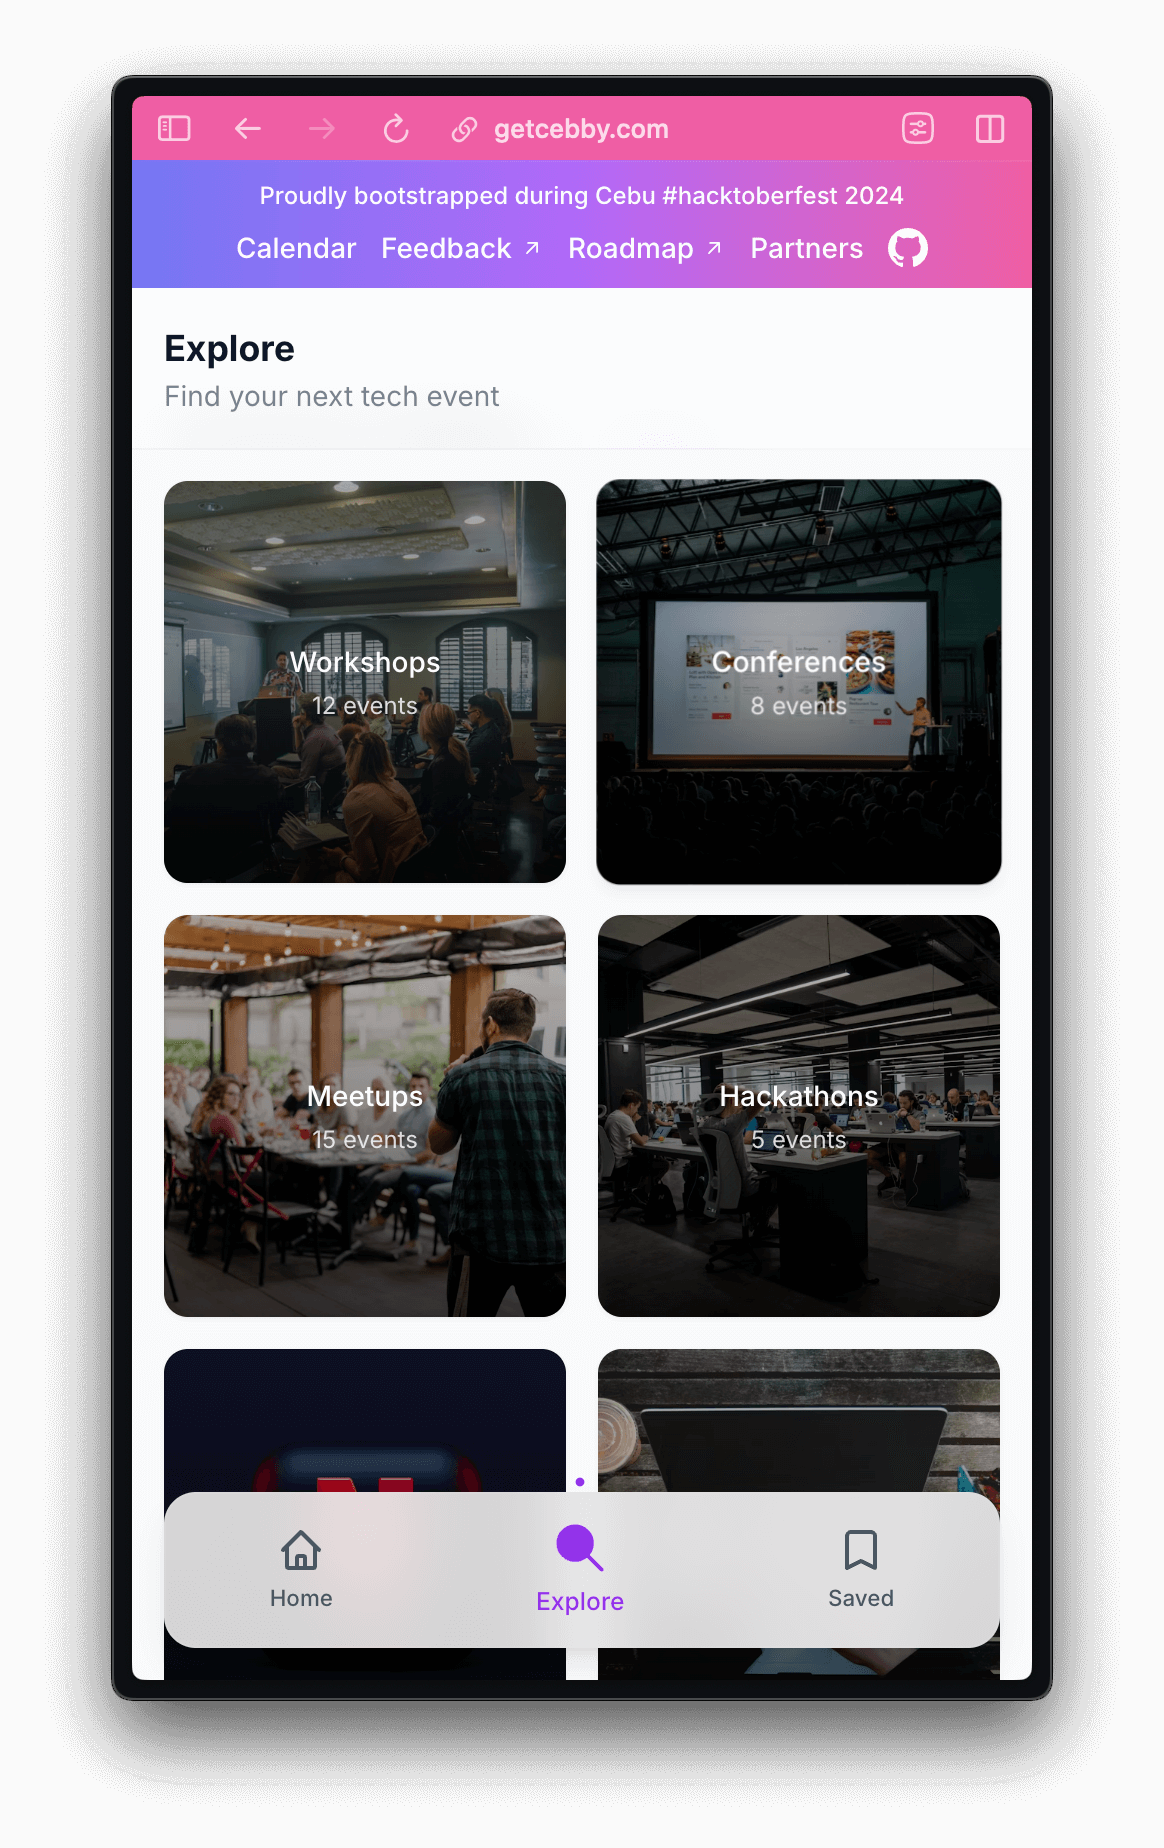 getcebby.com
Proudly bootstrapped during Cebu #hacktoberfest 2024
Calendar Feedback ↗ Roadmap ↗ Partners
Explore
Find your next tech event
Workshops
12 events
Conferences
8 events
Meetups
15 events
Hackathons
5 events
Home
Explore
Saved